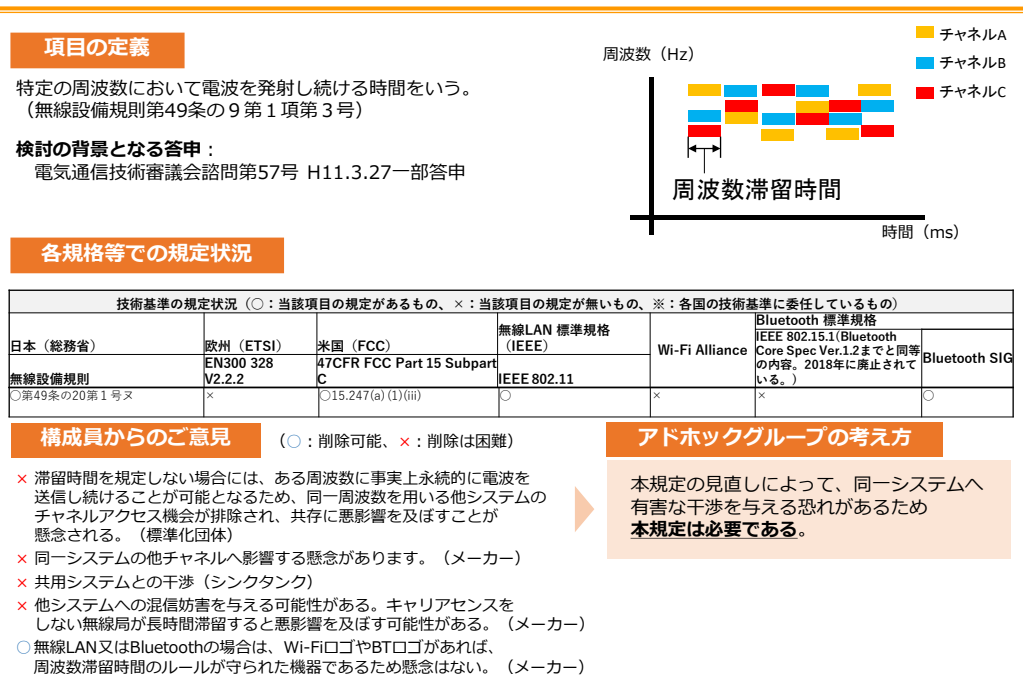 項目の定義
特定の周波数において電波を発射し続ける時間をいう。
（無線設備規則第49条の９第１項第３号）
検討の背景となる答申：
電気通信技術審議会諮問第57号 H11.3.27一部答申
チャネルA
チャネルB
チャネルC
周波数（Hz）
周波数滞留時間
時間（ms）
各規格等での規定状況
技術基準の規定状況（○：当該項目の規定があるもの、×：当該項目の規定が無いもの、※：各国の技術基準に委任しているもの）
日本（総務省）
欧州（ETSI）
米国（FCC）
無線LAN 標準規格
（IEEE）
Wi-Fi Alliance
Bluetooth 標準規格
無線設備規則
EN300 328
V2.2.2
47CFR FCC Part 15 Subpart
C
IEEE 802.11
IEEE 802.15.1(Bluetooth
Core Spec Ver.1.2までと同等
の内容。2018年に廃止されて
いる。）
Bluetooth SIG
○第49条の20第１号ヌ
×
○15.247(a)(1)(iii)
○
×
×
○
構成員からのご意見
（○：削除可能、×：削除は困難）
× 滞留時間を規定しない場合には、ある周波数に事実上永続的に電波を
送信し続けることが可能となるため、同一周波数を用いる他システムの
チャネルアクセス機会が排除され、共存に悪影響を及ぼすことが
懸念される。（標準化団体）
× 同一システムの他チャネルへ影響する懸念があります。（メーカー）
× 共用システムとの干渉（シンクタンク）
× 他システムへの混信妨害を与える可能性がある。キャリアセンスを
しない無線局が長時間滞留すると悪影響を及ぼす可能性がある。（メーカー）
○ 無線LAN又はBluetoothの場合は、Wi-FiロゴやBTロゴがあれば、
周波数滞留時間のルールが守られた機器であるため懸念はない。（メーカー）
アドホックグループの考え方
本規定の見直しによって、同一システムへ
有害な干渉を与える恐れがあるため
本規定は必要である。